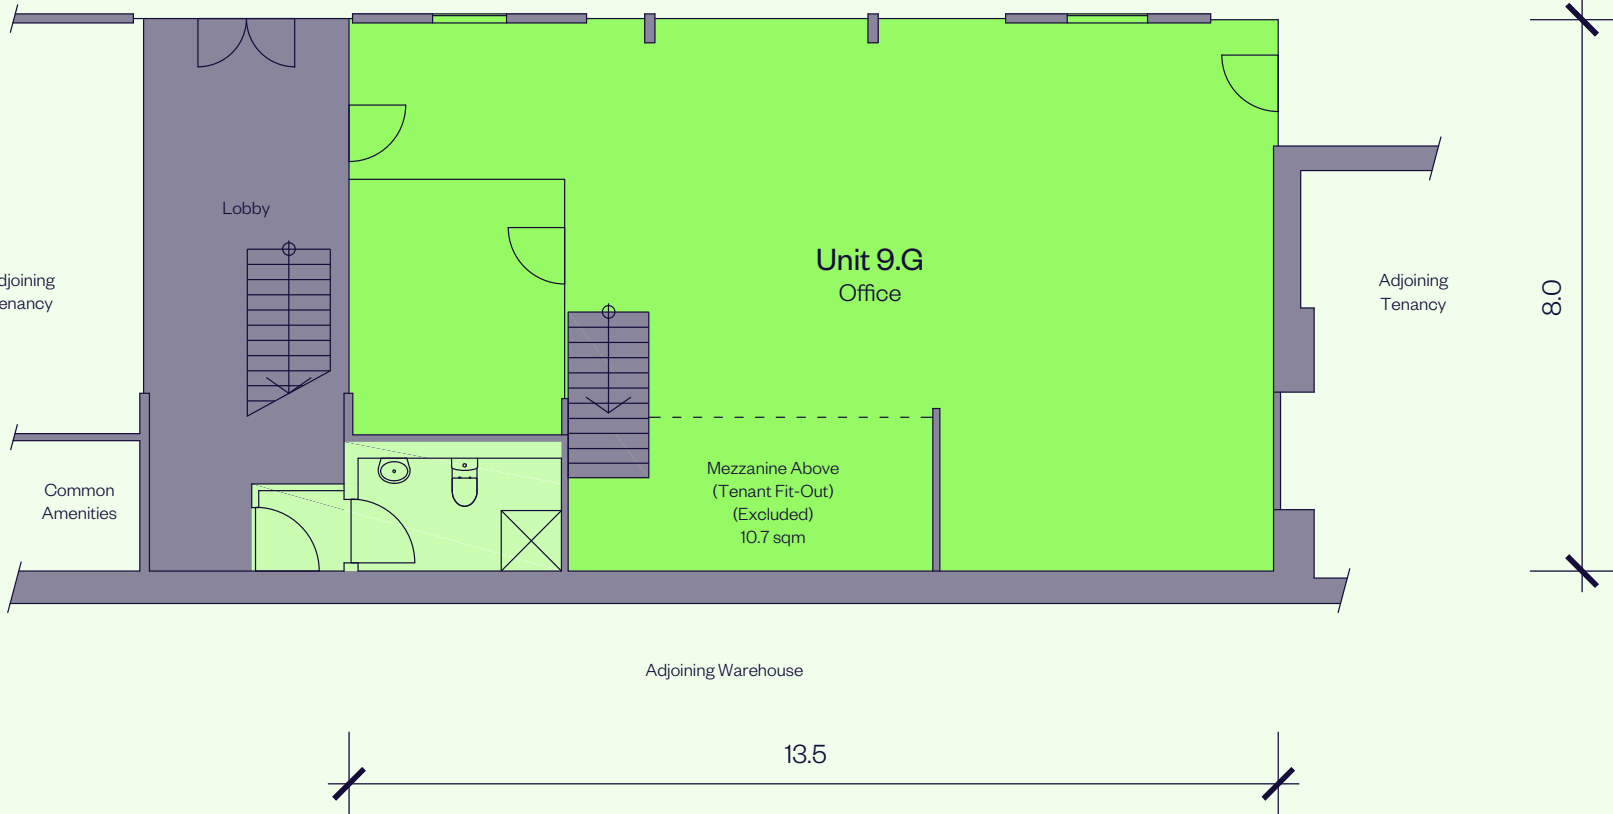 Lobby
Unit 9.G
Office
djoining
enancy
Adjoining
Tenancy
8.0
Mezzanine Above
(Tenant Fit-Out)
(Excluded)
10.7 sqm
Common
Amenities
Adjoining Warehouse
13.5